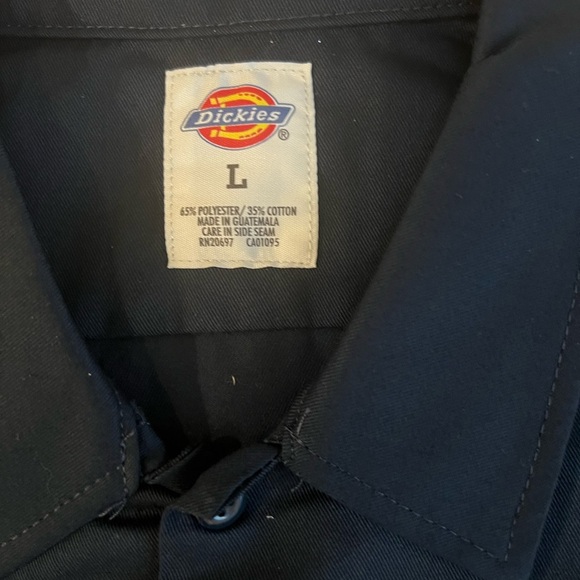 Dickies®
L
65% POLYESTER/35% COTTON
MADE IN GUATEMALA
CARE IN SIDE SEAM
RN20697 CA01095